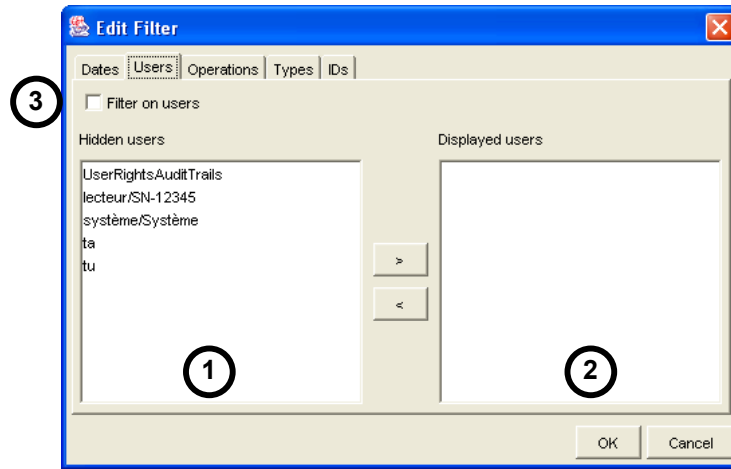 Edit Filter
Dates Users Operations Types IDs
3
Filter on users
Hidden users
Displayed users
UserRightsAuditTrails
lecteur/SN-12345
système/Système
ta
tu
>
<
1
2
OK Cancel